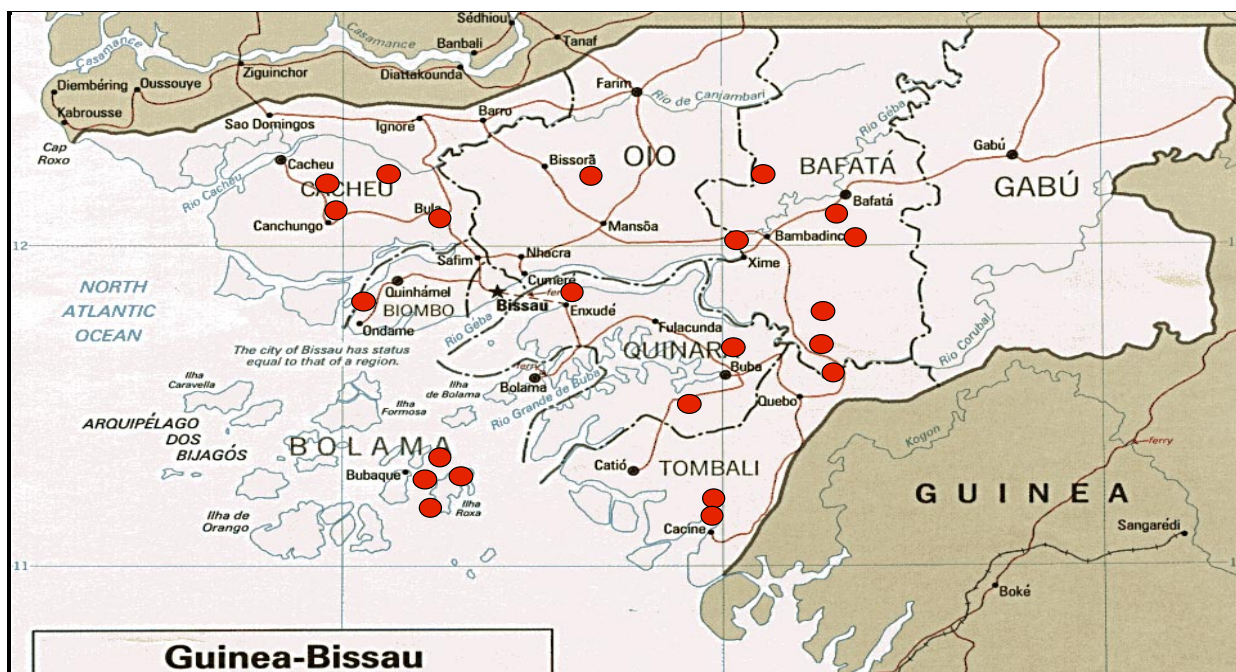 Sédhiou
Casamance
Banbali
Tanaf
Casamance
Ziguinchor
Diattakounda
Diembéring
Oussouye
Farim
Rio de Canjambari
Kabrousse
Sao Domingos
Ignore
Barro
Rio Géba
Cap
Roxo
Cacheu
Bissorã
OIO
BAFATÁ
Gabú
GABÚ
Rio Cacheu
CACHEU
Bafatá
Canchungo
Bula
Mansôa
Bambadinc
12
Safim
Nhacra
Xime
Cumeré
NORTH
ATLANTIC
OCEAN
Quinhámel
BIOMBO
Bissau
Enxudé
Ondame
Rio Géba
Fulacunda
Rio Corubal
The city of Bissau has status
equal to that of a region.
QUINAR
Buba
ferry
Bolama
Ilha
Caravella
Ilha
Formosa
Ilha
de Bolama
Rio Grande de Buba
Quebo
ARQUIPÉLAGO
DOS
BIJAGÓS
BOLAMA
Kogon
ferry
Bubaque
Catió
TOMBALI
GUINEA
Ilha de
Orango
Ilha
Roxa
Cacine
Sangarédi
11
Boké
Guinea-Bissau